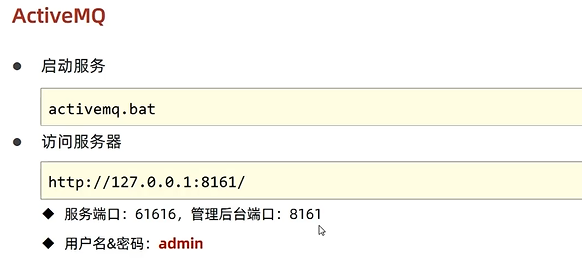 ActiveMQ
启动服务
activemq.bat
访问服务器
http://127.0.0.1:8161/
服务端口：61616，管理后台端口：8161
用户名&密码：admin